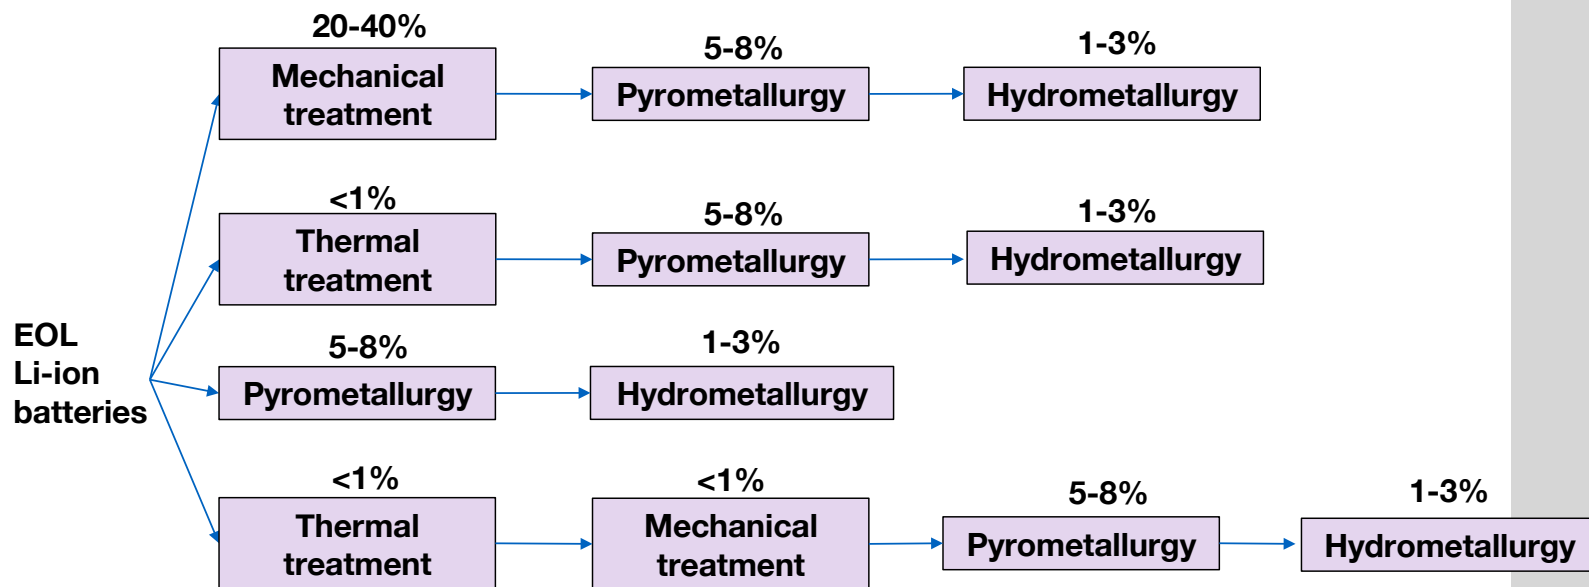 20-40%
Mechanical
treatment
5-8%
Pyrometallurgy
1-3%
Hydrometallurgy
<1%
Thermal
treatment
5-8%
Pyrometallurgy
1-3%
Hydrometallurgy
EOL
Li-ion
batteries
5-8%
Pyrometallurgy
1-3%
Hydrometallurgy
<1%
Thermal
treatment
<1%
Mechanical
treatment
5-8%
Pyrometallurgy
1-3%
Hydrometallurgy